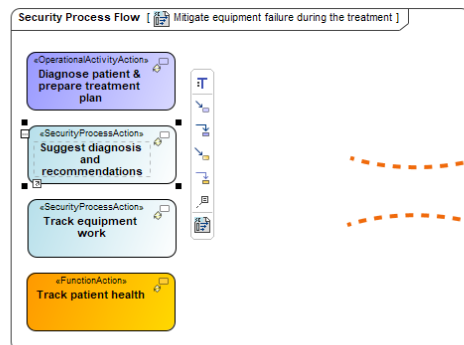 Security Process Flow [ Mitigate equipment failure during the treatment ]
«OperationalActivityAction»
Diagnose patient &
prepare treatment
plan
«SecurityProcessAction»
Suggest diagnosis
and
recommendations
«SecurityProcessAction»
Track equipment
work
«FunctionAction»
Track patient health
:T